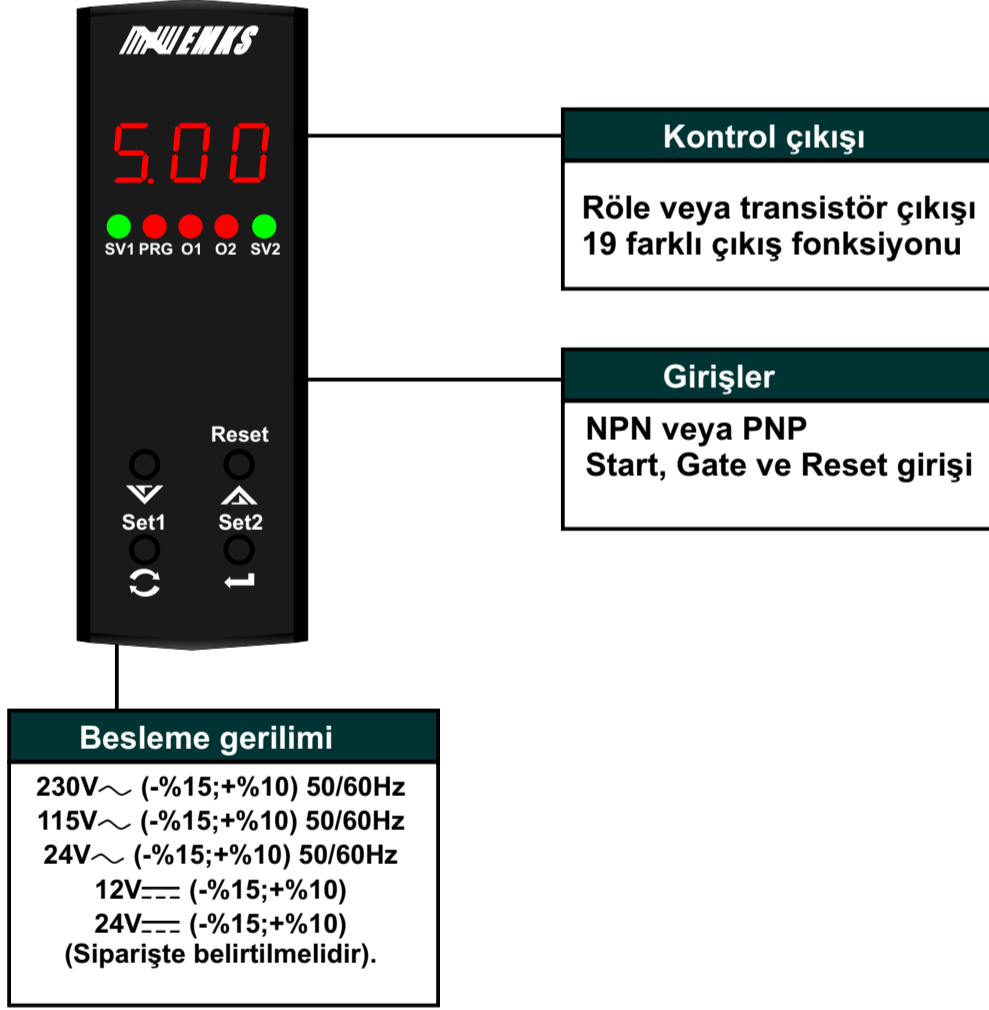 EMKS
5.00
SV1 PRG O1 O2 SV2
Reset
Set1 Set2
Kontrol çıkışı
Röle veya transistör çıkışı
19 farklı çıkış fonksiyonu
Girişler
NPN veya PNP
Start, Gate ve Reset girişi
Besleme gerilimi
230V～ (-%15;+%10) 50/60Hz
115V～ (-%15;+%10) 50/60Hz
24V～ (-%15;+%10) 50/60Hz
12V⎓ (-%15;+%10)
24V⎓ (-%15;+%10)
(Siparişte belirtilmelidir).